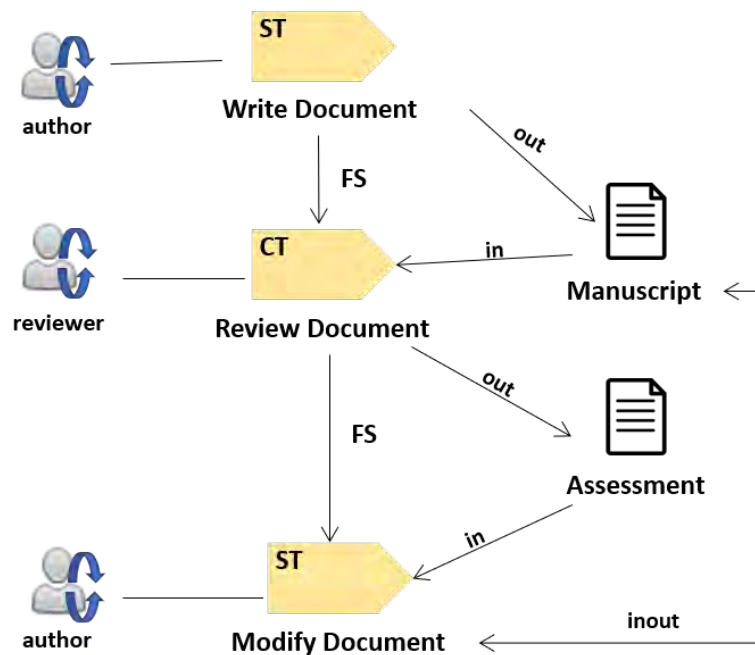 ST
author
Write Document
out
FS
CT
in
reviewer
Review Document
Manuscript
out
FS
Assessment
in
ST
author
Modify Document
inout